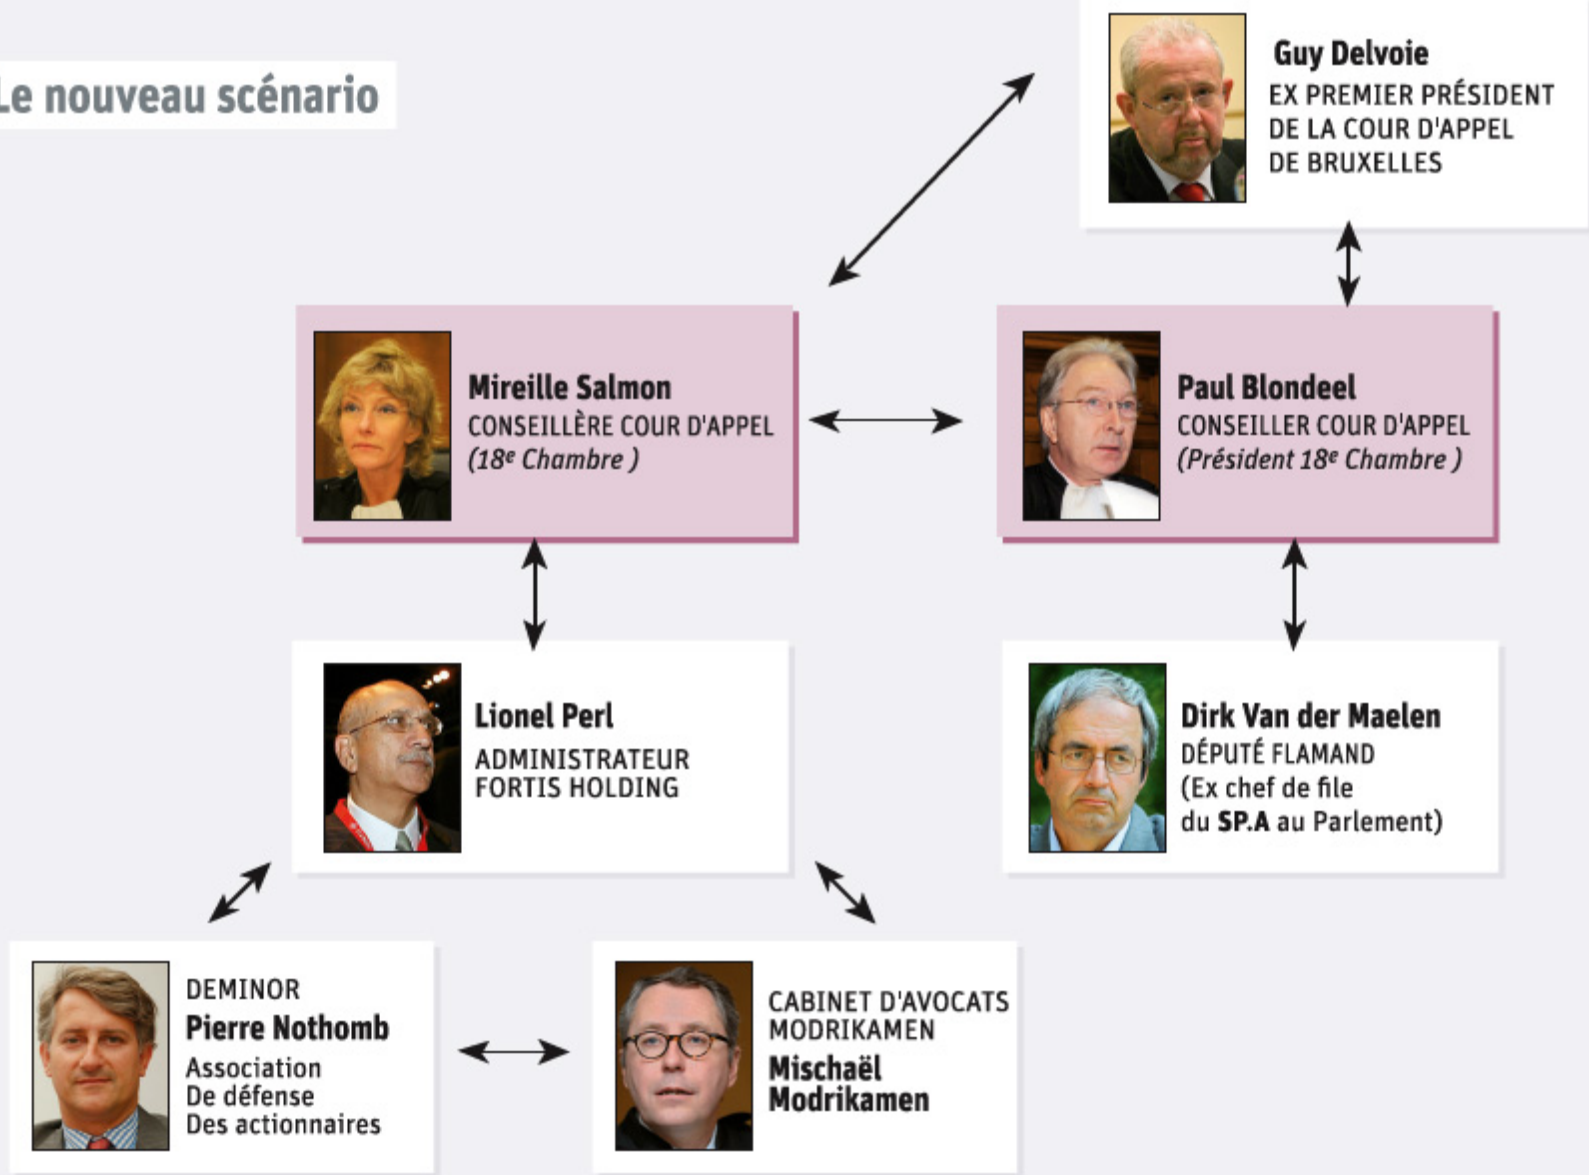 Le nouveau scénario
Guy Delvoie
EX PREMIER PRÉSIDENT
DE LA COUR D'APPEL
DE BRUXELLES
Mireille Salmon
CONSEILLÈRE COUR D'APPEL
(18e Chambre )
Paul Blondeel
CONSEILLER COUR D'APPEL
(Président 18e Chambre )
Lionel Perl
ADMINISTRATEUR
FORTIS HOLDING
Dirk Van der Maelen
DÉPUTÉ FLAMAND
(Ex chef de file
du SP.A au Parlement)
DEMINOR
Pierre Nothomb
Association
De défense
Des actionnaires
CABINET D'AVOCATS
MODRIKAMEN
Mischaël
Modrikamen